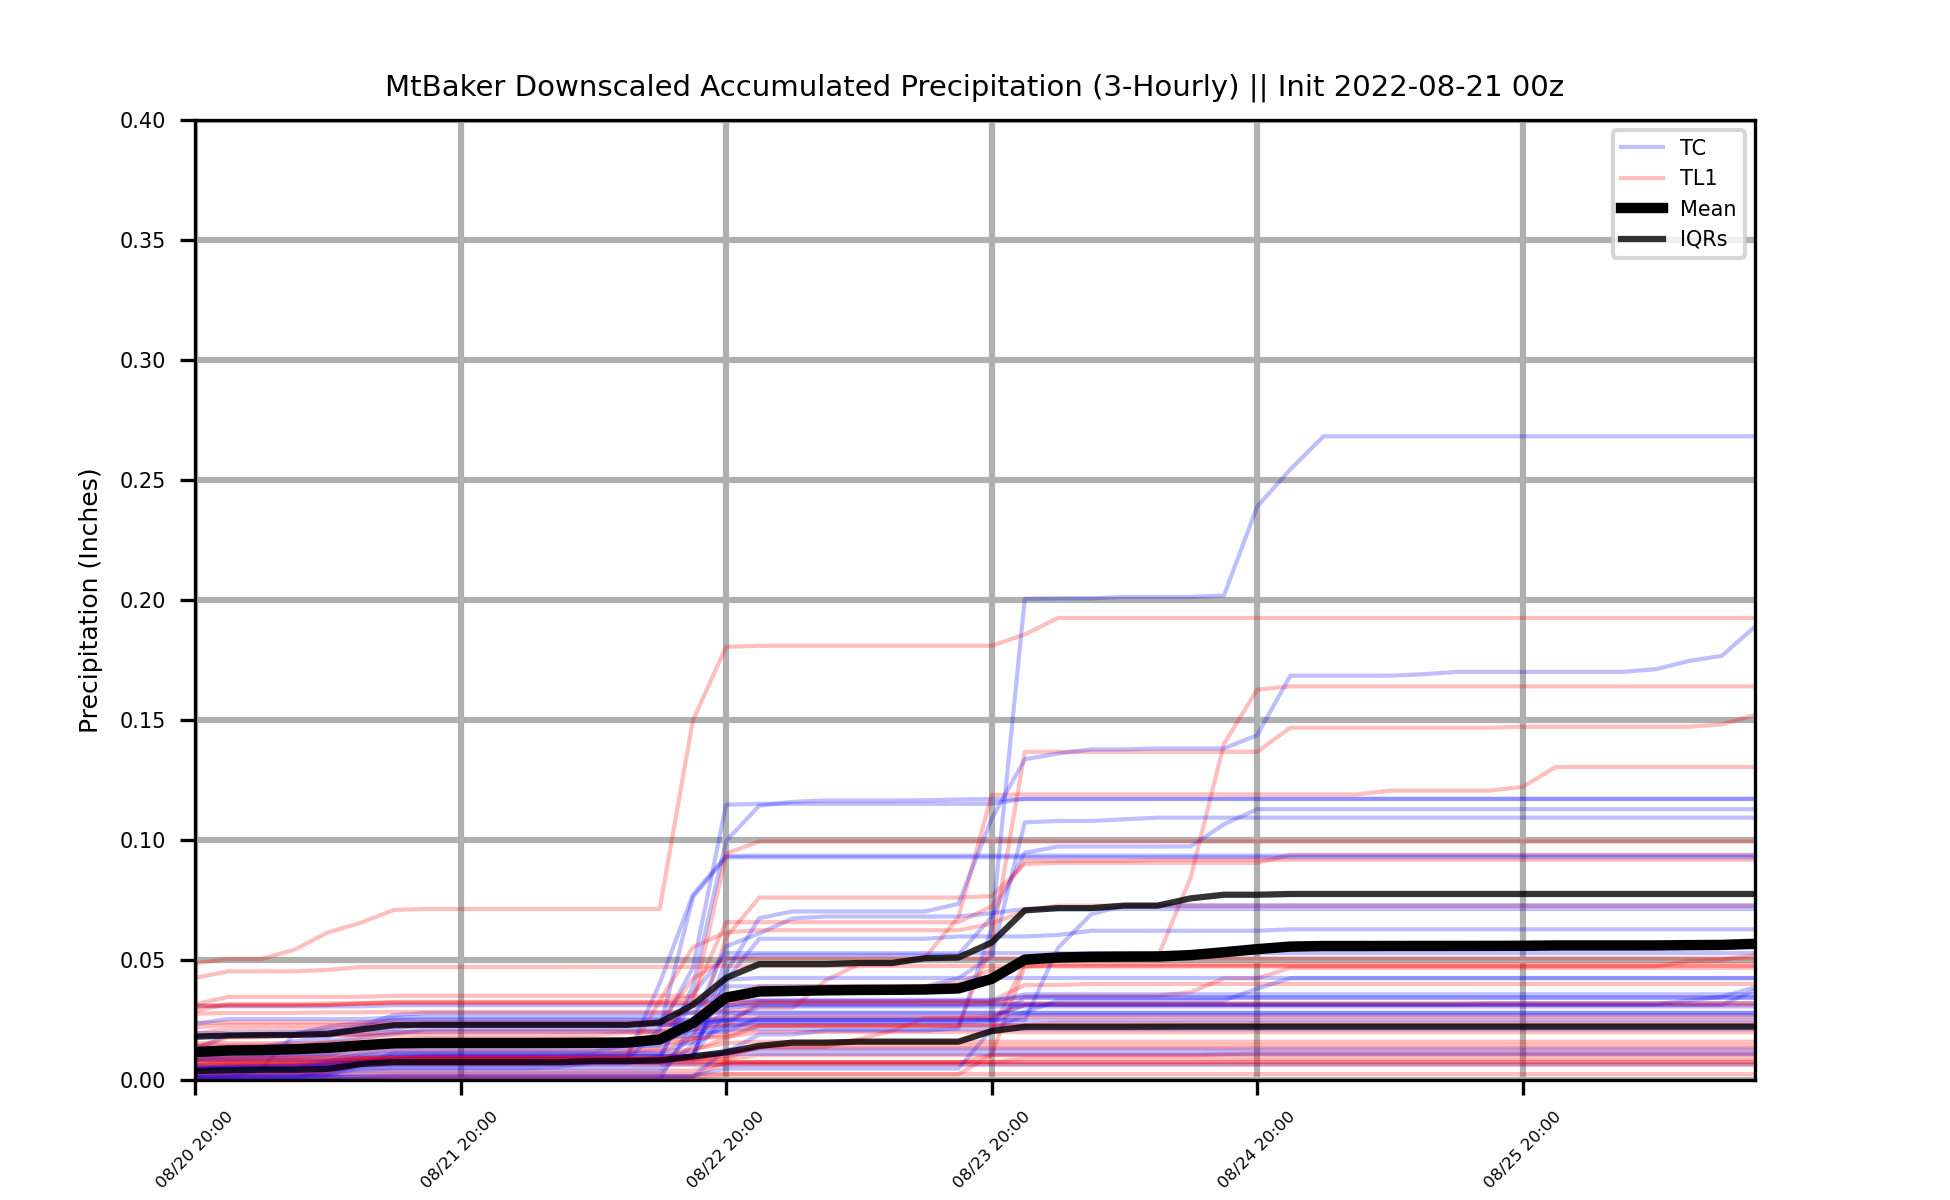 MtBaker Downscaled Accumulated Precipitation (3-Hourly) || Init 2022-08-21 00z
TC
TL1
Mean
IQRs
Precipitation (Inches)
0.40
0.35
0.30
0.25
0.20
0.15
0.10
0.05
0.00
08/20 20:00
08/21 20:00
08/22 20:00
08/23 20:00
08/24 20:00
08/25 20:00